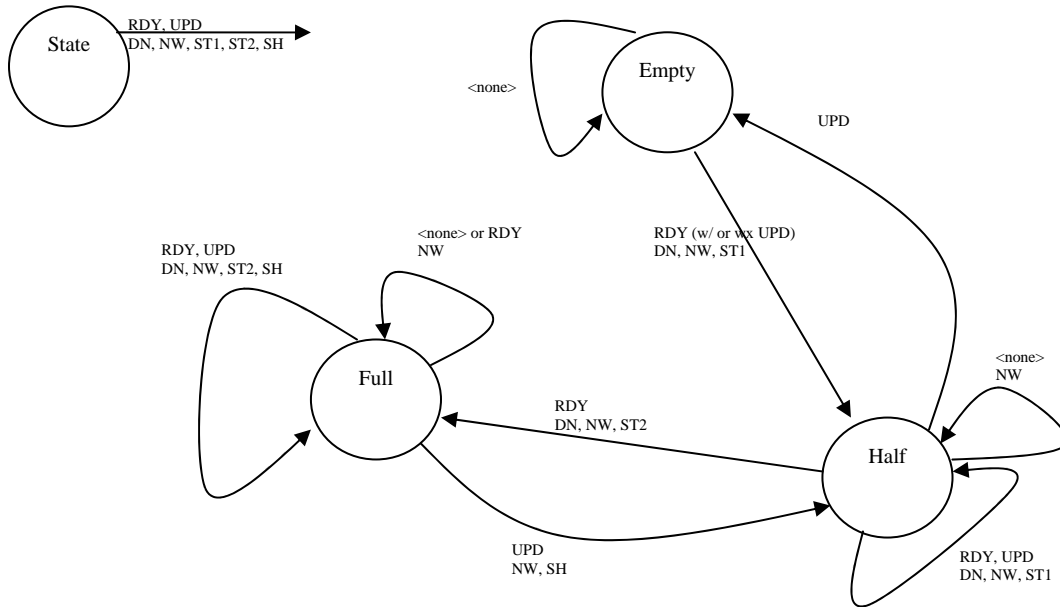 State
RDY, UPD
DN, NW, ST1, ST2, SH
Empty
<none>
UPD
RDY (w/ or wx UPD)
DN, NW, ST1
<none> or RDY
NW
RDY, UPD
DN, NW, ST2, SH
Full
RDY
DN, NW, ST2
<none>
NW
Half
UPD
NW, SH
RDY, UPD
DN, NW, ST1